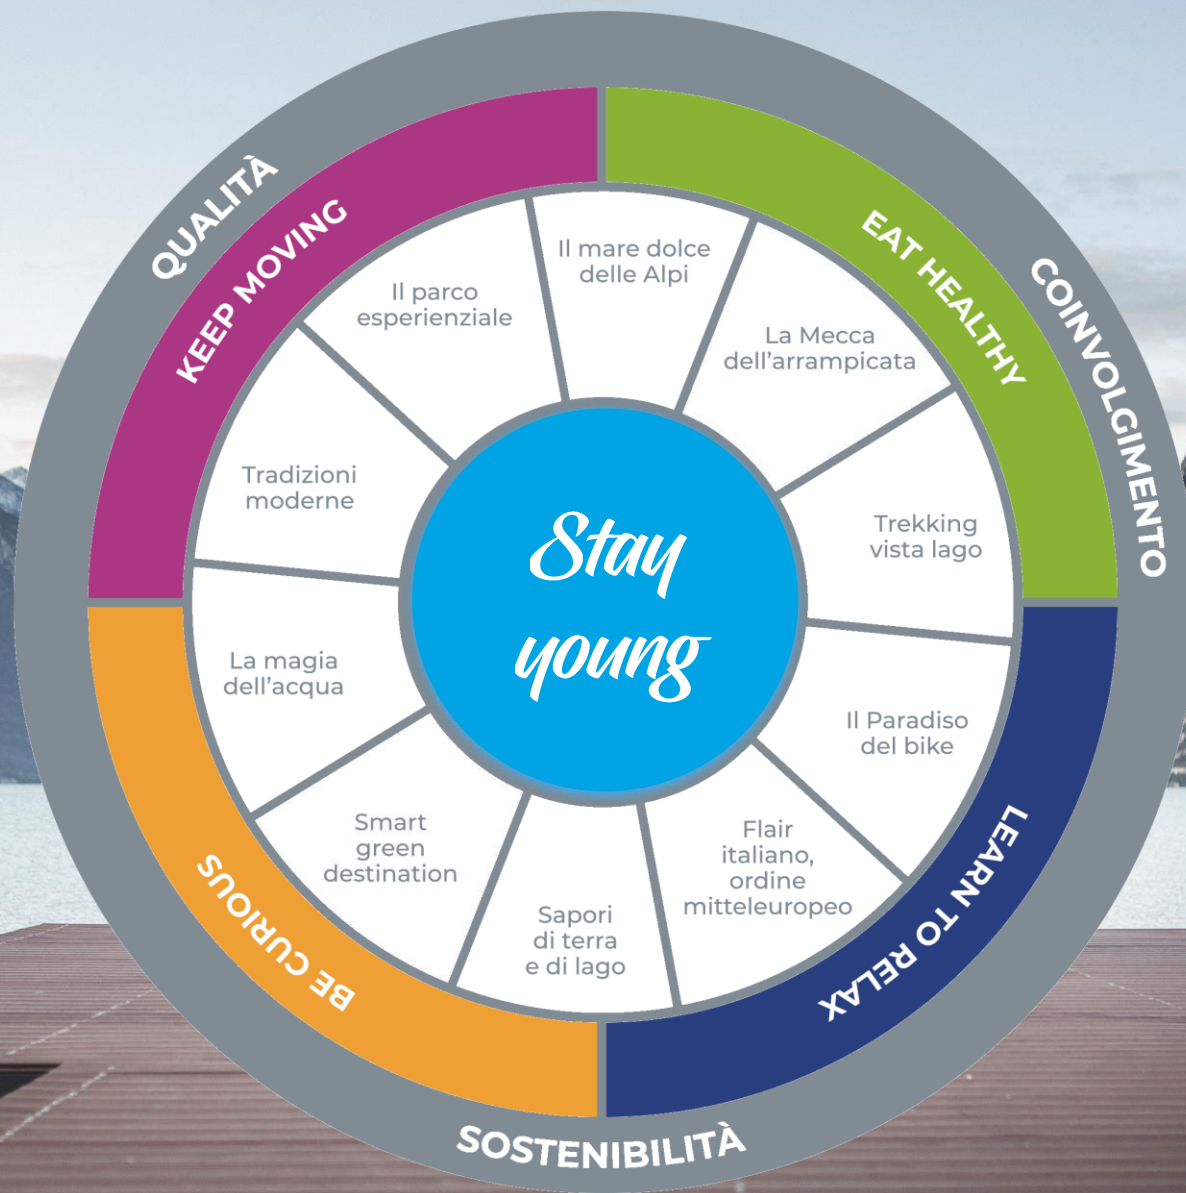 QUALITÀ
COINVOLGIMENTO
SOSTENIBILITÀ
KEEP MOVING
EAT HEALTHY
LEARN TO RELAX
BE CURIOUS
Il mare dolce
delle Alpi
La Mecca
dell'arrampicata
Trekking
vista lago
Il Paradiso
del bike
Flair
italiano,
ordine
mitteleuropeo
Sapori
di terra
e di lago
Smart
green
destination
La magia
dell'acqua
Tradizioni
moderne
Il parco
esperienziale
Stay
young